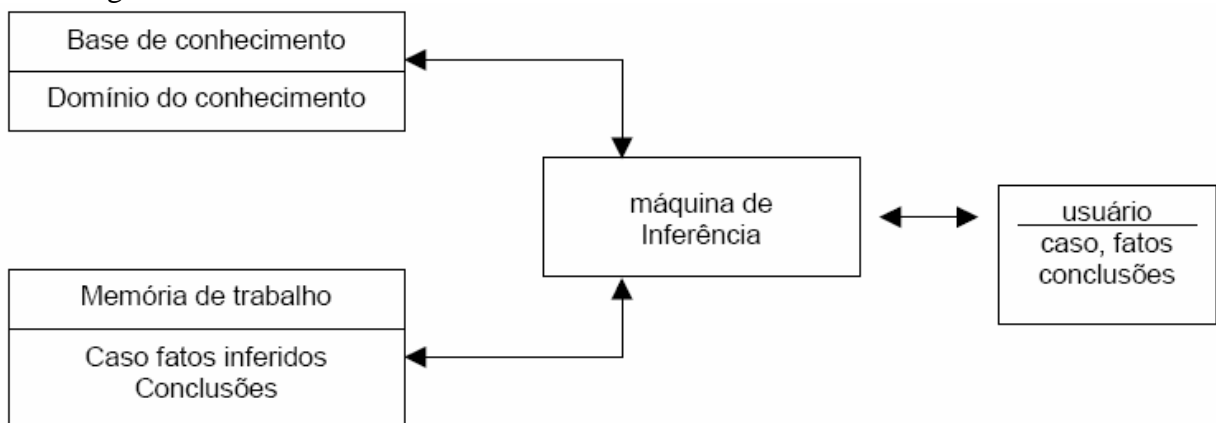 Base de conhecimento
Domínio do conhecimento
máquina de
Inferência
usuário
caso, fatos
conclusões
Memória de trabalho
Caso fatos inferidos
Conclusões